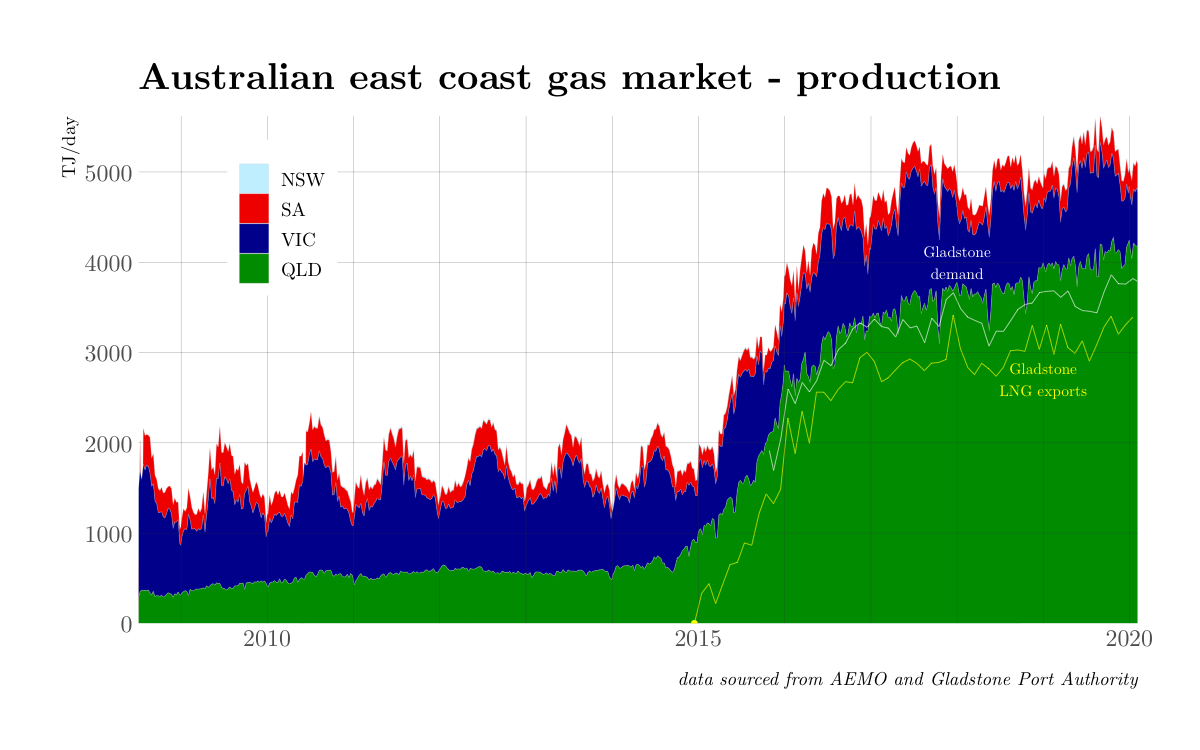 Australian east coast gas market - production
TJ/day
5000
4000
3000
2000
1000
0
NSW
SA
VIC
QLD
Gladstone
demand
Gladstone
LNG exports
2010
2015
2020
data sourced from AEMO and Gladstone Port Authority